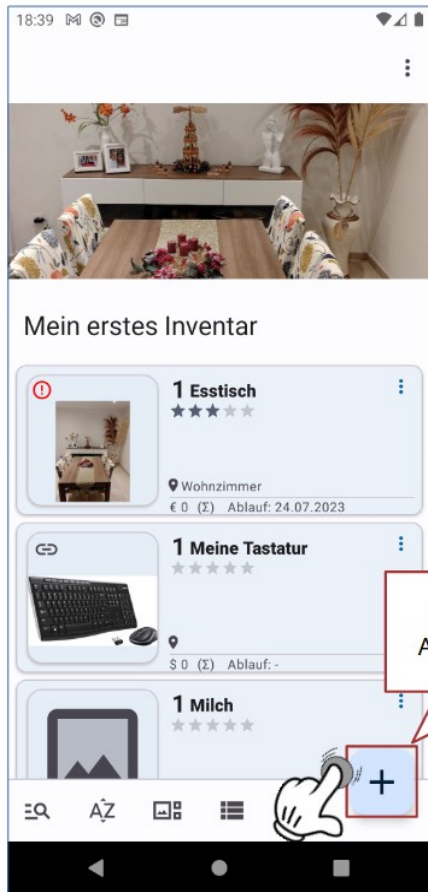 18:39
Mein erstes Inventar
1 Esstisch
Wohnzimmer
€ 0 (Σ) Ablauf: 24.07.2023
1 Meine Tastatur
$ 0 (Σ) Ablauf: -
A
1 Milch
+
AZ